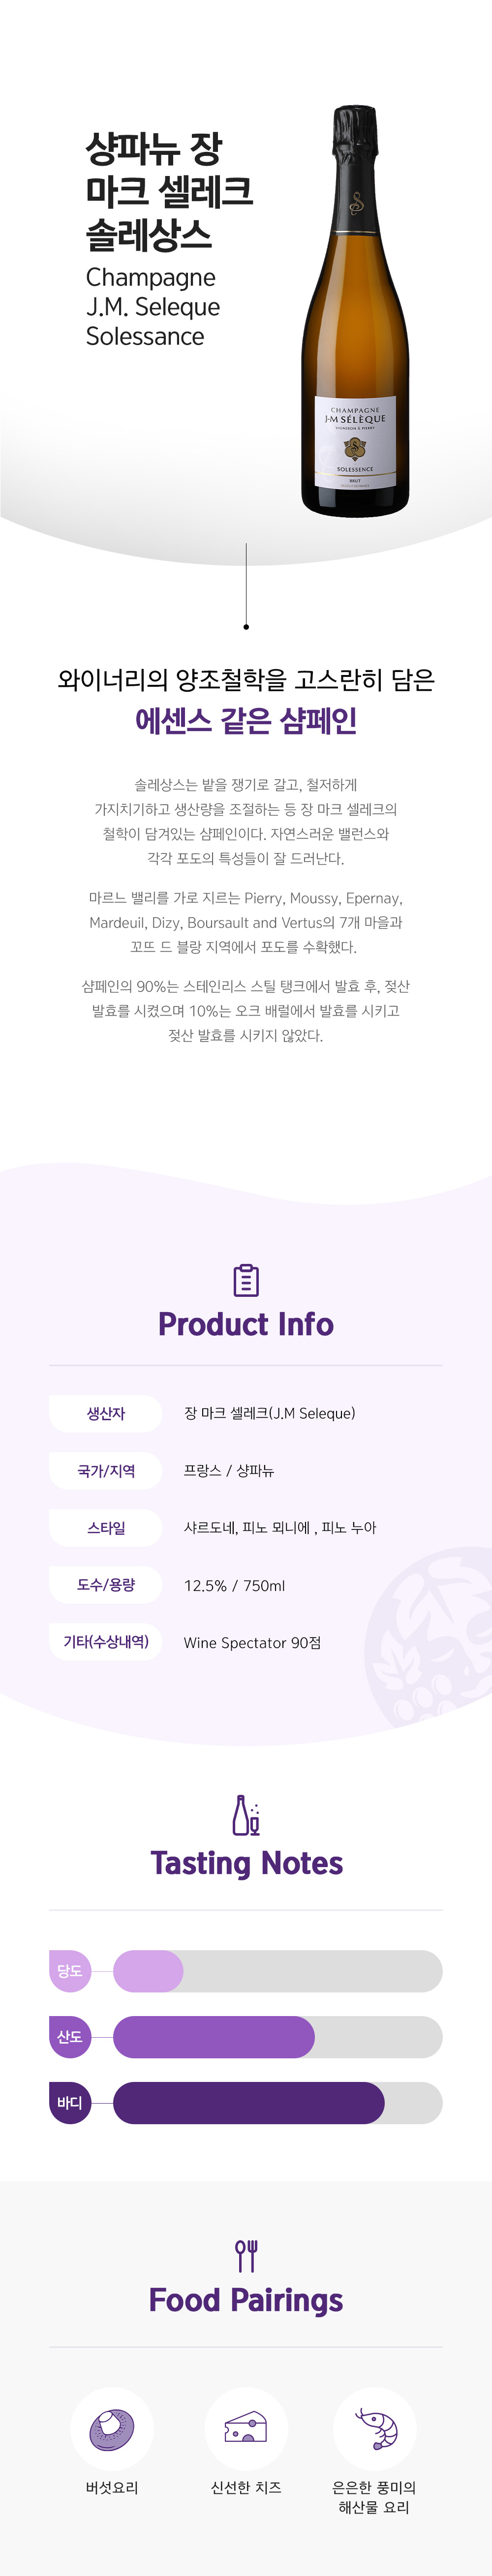 샹파뉴 장
마크 셀레크
솔레상스
Champagne
J.M. Seleque
Solessance
CHAMPAGNE
J-M SÉLÈQUE
VIGNERON À PIERRY
SOLESSENCE
BRUT
와이너리의 양조철학을 고스란히 담은
에센스 같은 샴페인
솔레상스는 밭을 쟁기로 갈고, 철저하게
가지치기하고 생산량을 조절하는 등 장 마크 셀레크의
철학이 담겨있는 샴페인이다. 자연스러운 밸런스와
각각 포도의 특성들이 잘 드러난다.
마르느 밸리를 가로 지르는 Pierry, Moussy, Epernay,
Mardeuil, Dizy, Boursault and Vertus의 7개 마을과
꼬뜨 드 블랑 지역에서 포도를 수확했다.
샴페인의 90%는 스테인리스 스틸 탱크에서 발효 후, 젖산
발효를 시켰으며 10%는 오크 배럴에서 발효를 시키고
젖산 발효를 시키지 않았다.
Product Info
생산자 장 마크 셀레크(J.M Seleque)
국가/지역 프랑스 / 샹파뉴
스타일 샤르도네, 피노 뫼니에 , 피노 누아
도수/용량 12.5% / 750ml
기타(수상내역) Wine Spectator 90점
Tasting Notes
당도
산도
바디
Food Pairings
버섯요리 신선한 치즈 은은한 풍미의
해산물 요리